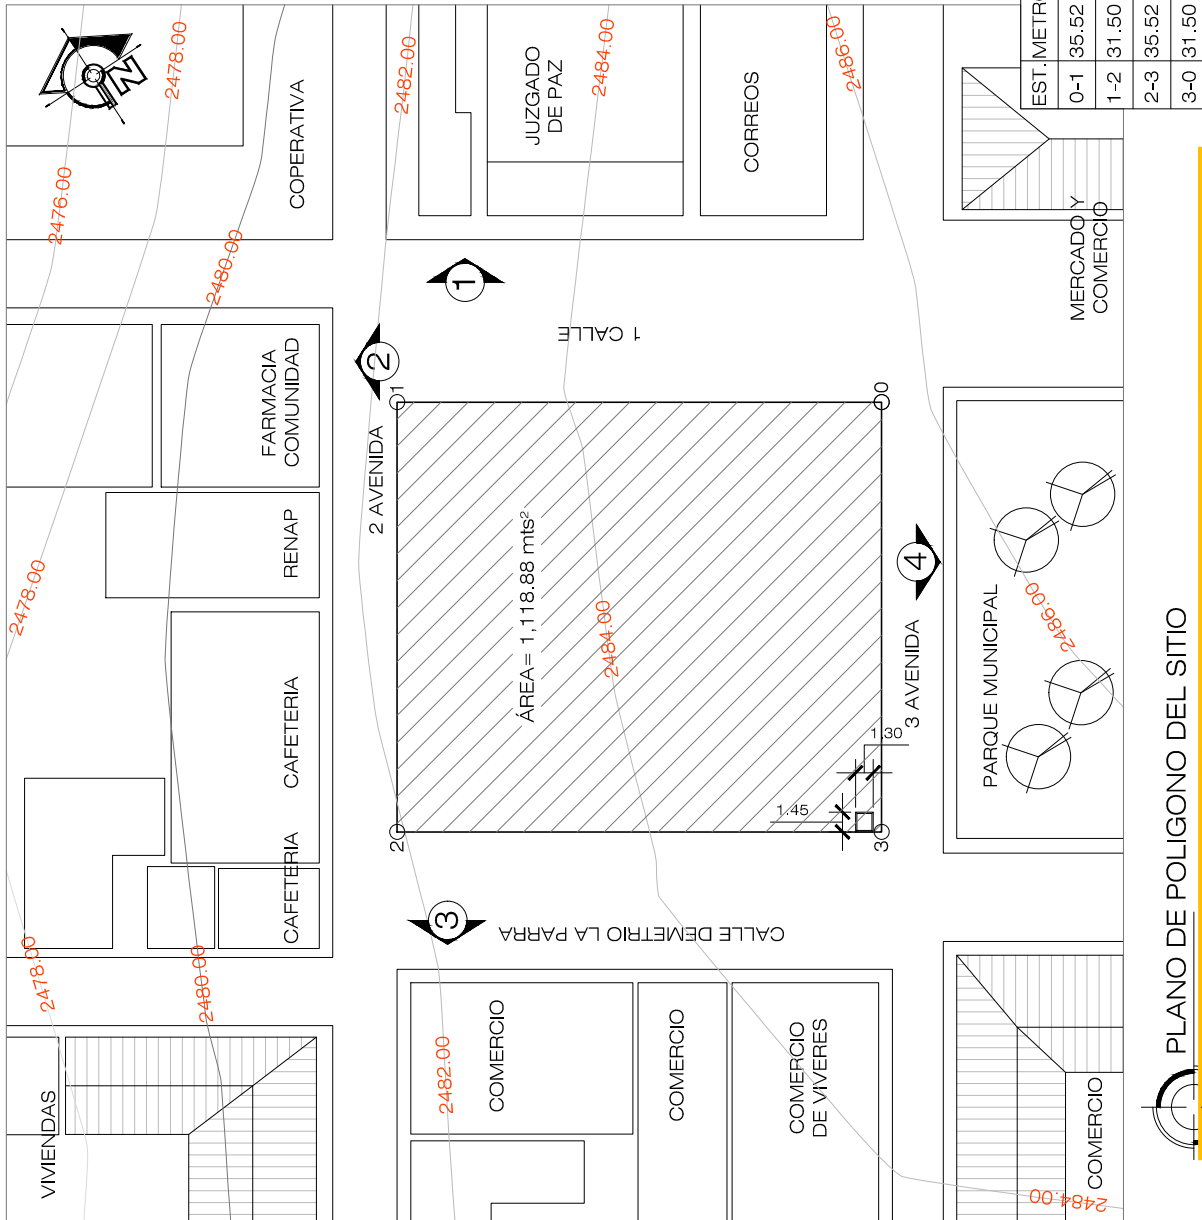 N
2476.00
2478.00
2480.00
2482.00
2484.00
2486.00
COPERATIVA
JUZGADO
DE PAZ
CORREOS
MERCADO Y
COMERCIO
EST. METR
0-1 35.52
1-2 31.50
2-3 35.52
3-0 31.50
1
1 CALLE
2
1
0
2 AVENIDA
FARMACIA
COMUNIDAD
RENAP
CAFETERIA
CAFETERIA
2478.00
ÁREA= 1,118.88 mts²
2484.00
4
3 AVENIDA
2486.00
PARQUE MUNICIPAL
1.30
1.45
2
3
3
CALLE DEMETRIO LA PARRA
2478.00
2480.00
2482.00
2484.00
VIVIENDAS
COMERCIO
COMERCIO
COMERCIO
DE VIVERES
COMERCIO
PLANO DE POLIGONO DEL SITIO